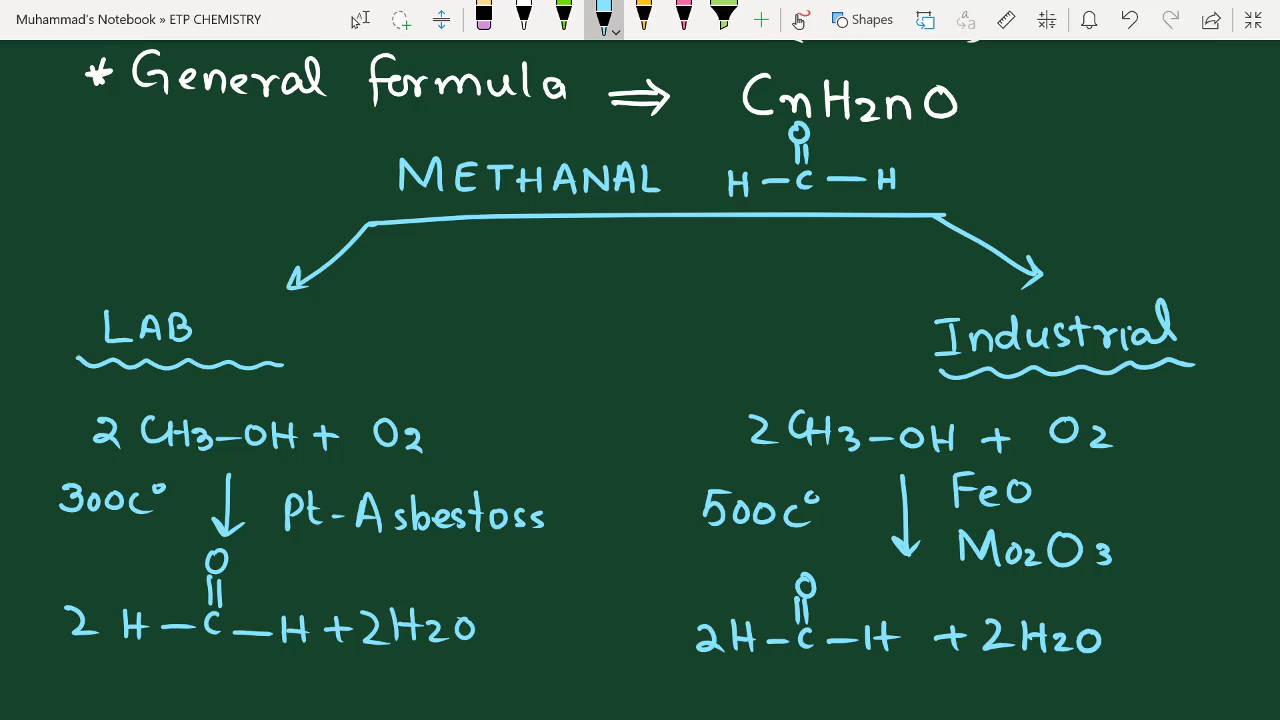 Muhammad's Notebook » ETP CHEMISTRY
Shapes
* General formula ⇒ CnH2nO
O
METHANAL H-C-H
LAB
Industrial
2 CH3-OH + O2
2 CH3-OH + O2
300C° ↓ Pt-Asbestoss
500C° ↓ FeO
Mo2O3
O
2 H-C-H + 2H2O
O
2H-C-H + 2H2O